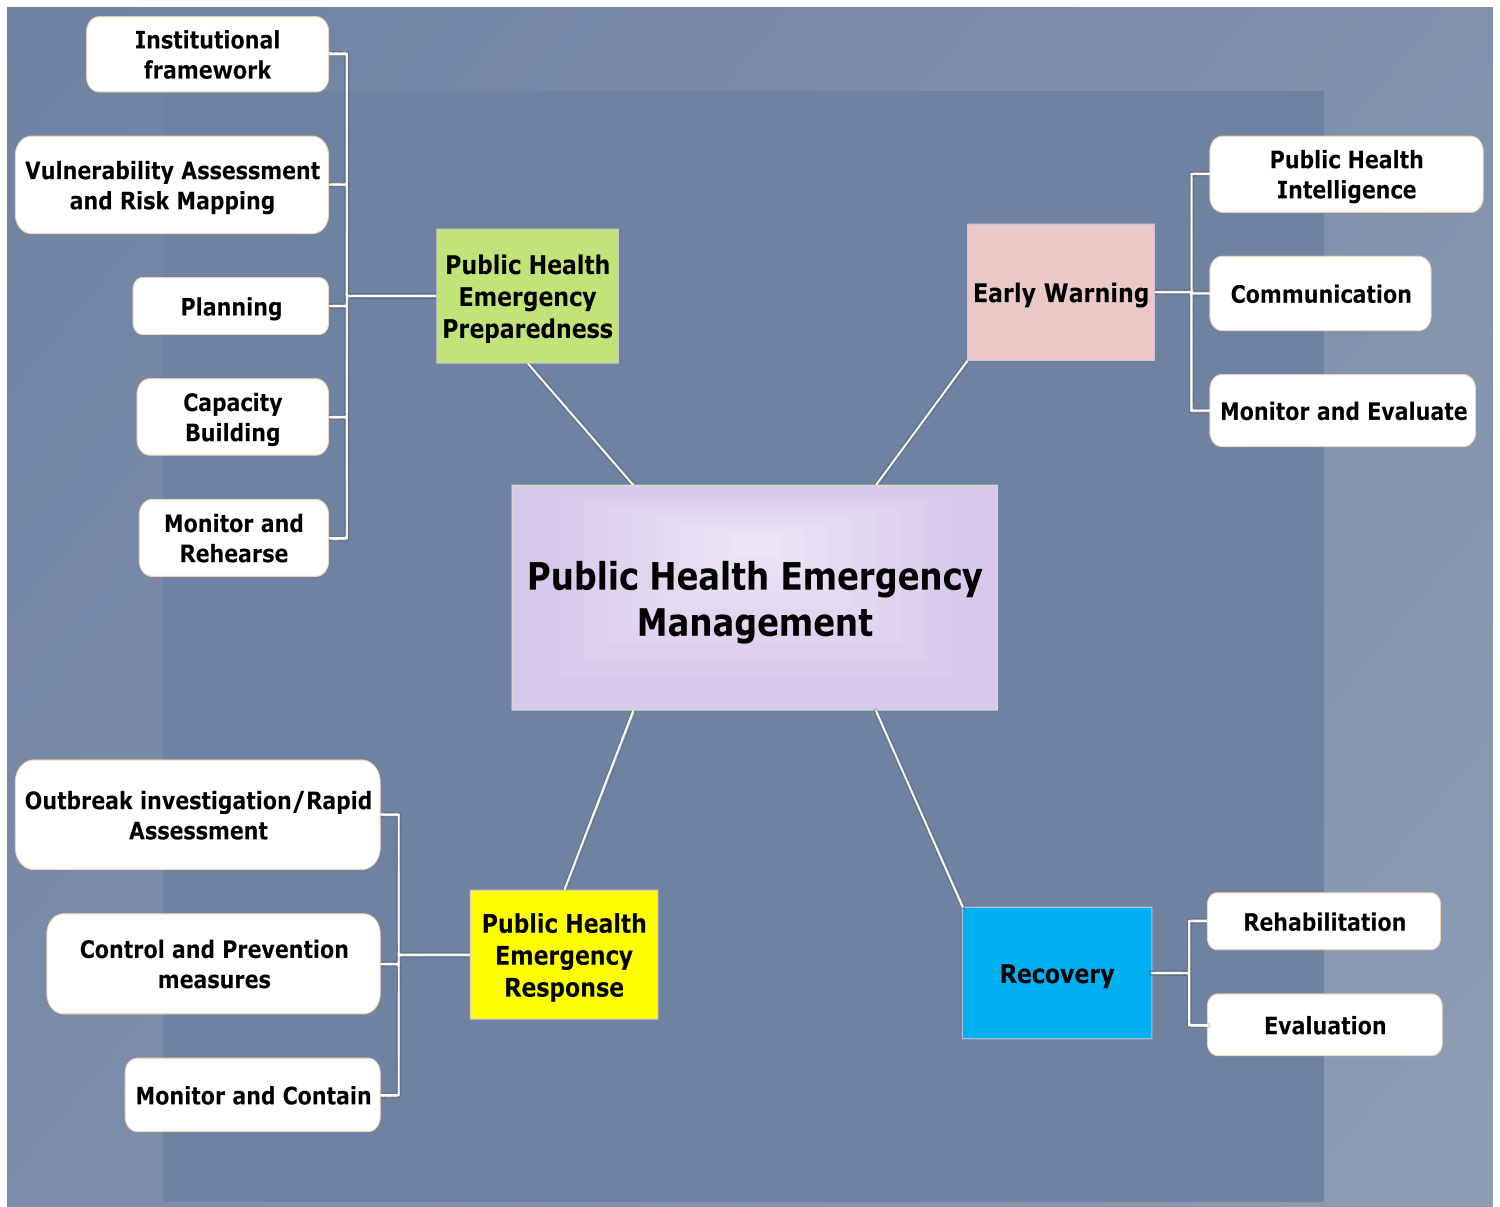 Institutional
framework
Vulnerability Assessment
and Risk Mapping
Planning
Capacity
Building
Monitor and
Rehearse
Public Health
Emergency
Preparedness
Early Warning
Public Health
Intelligence
Communication
Monitor and Evaluate
Public Health Emergency
Management
Outbreak investigation/Rapid
Assessment
Control and Prevention
measures
Monitor and Contain
Public Health
Emergency
Response
Recovery
Rehabilitation
Evaluation